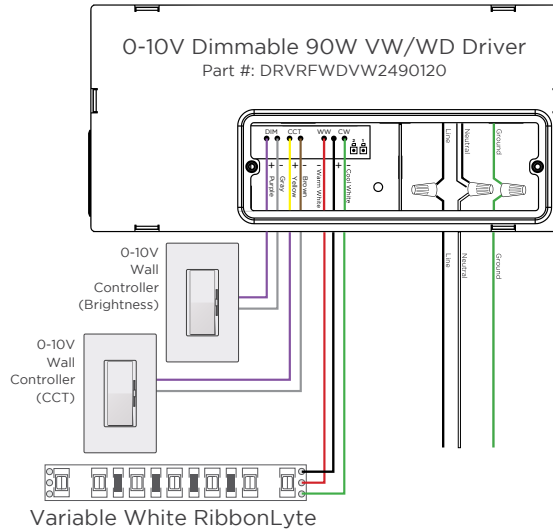 0-10V Dimmable 90W VW/WD Driver
Part #: DRVRFWDVW2490120
DIM CCT WW CW
+ - + - - +
Purple
Gray
Yellow
Brown
Warm White
Cool White
Line
Neutral
Ground
Line
Neutral
Ground
0-10V
Wall
Controller
(Brightness)
0-10V
Wall
Controller
(CCT)
Variable White RibbonLyte